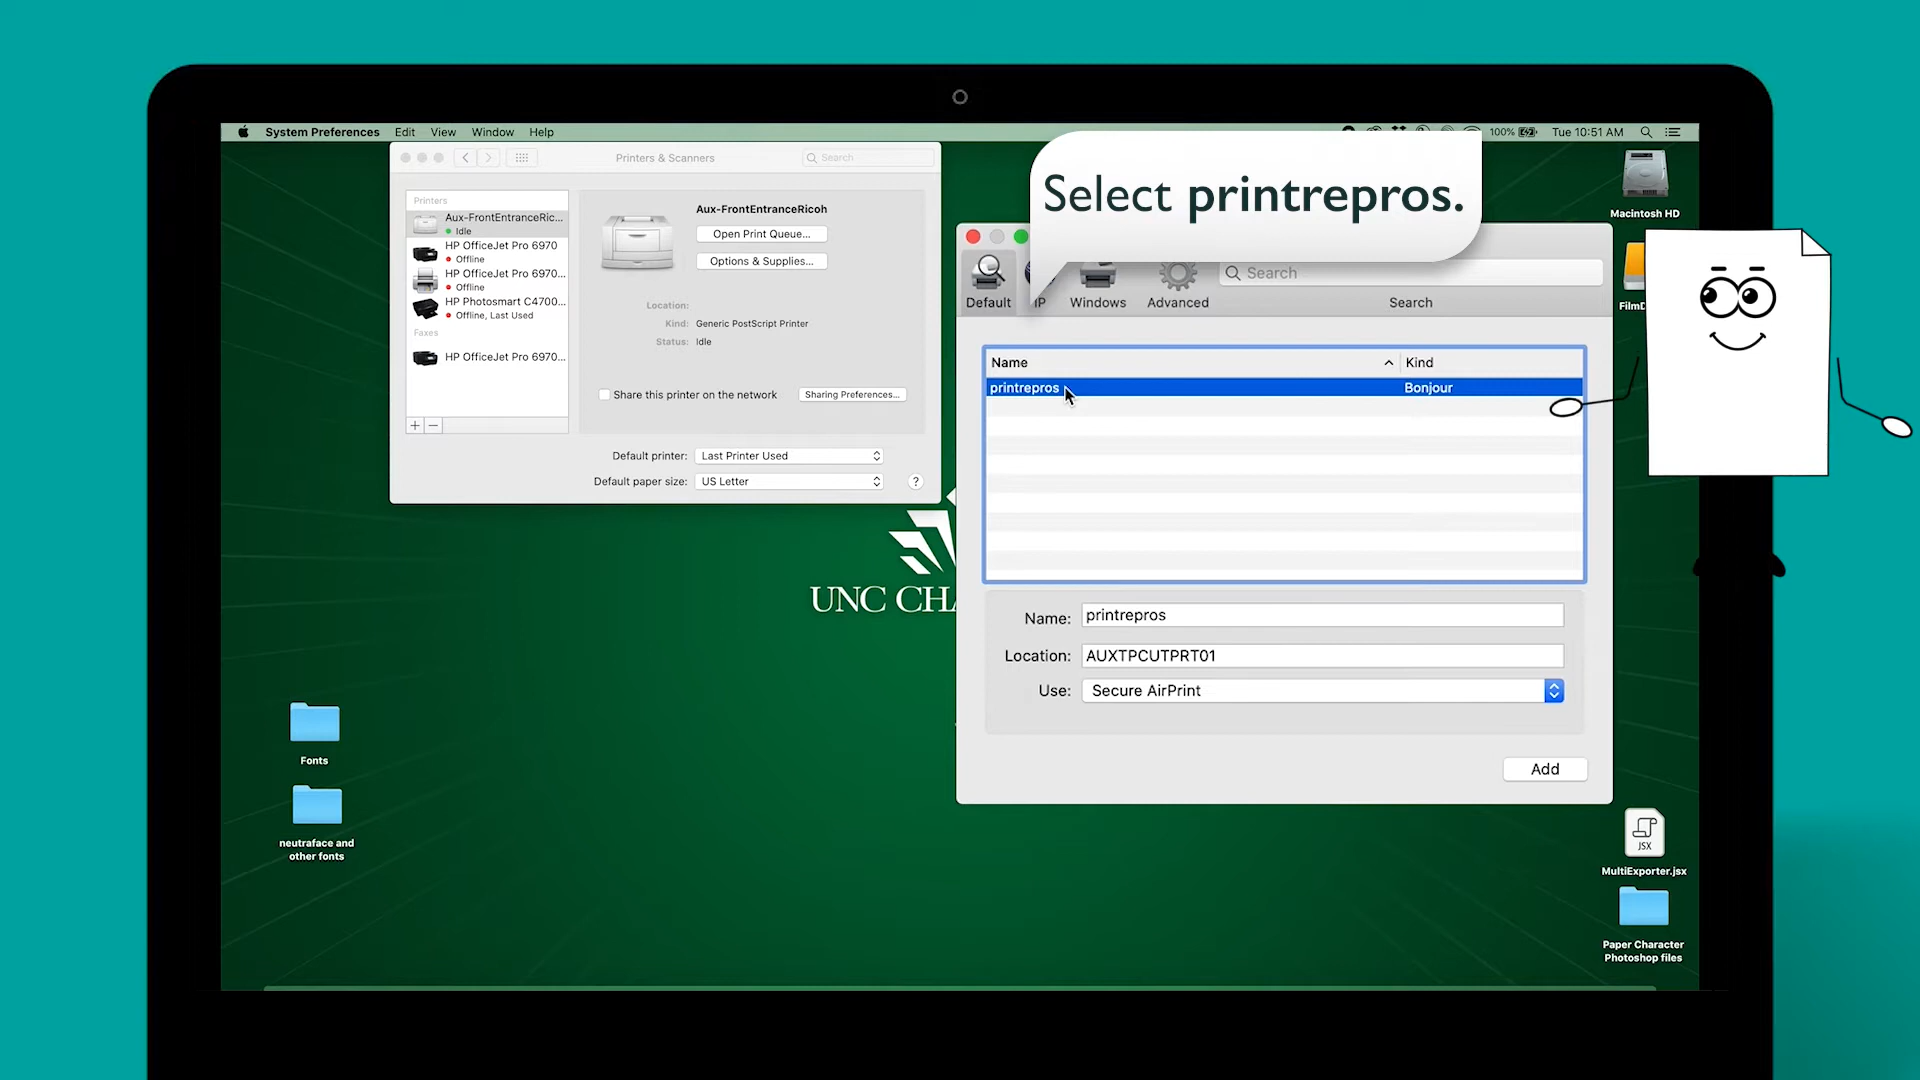 System Preferences Edit View Window Help
100% Tue 10:51 AM
Select printrepros.
Printers & Scanners
Search
Printers
Aux-FrontEntranceRic...
Idle
HP OfficeJet Pro 6970
Offline
HP OfficeJet Pro 6970...
Offline
HP Photosmart C4700...
Offline, Last Used
Faxes
HP OfficeJet Pro 6970...
+ −
Aux-FrontEntranceRicoh
Open Print Queue...
Options & Supplies...
Location:
Kind: Generic PostScript Printer
Status: Idle
Share this printer on the network
Sharing Preferences...
Default printer: Last Printer Used
Default paper size: US Letter
?
Default IP Windows Advanced
Search
Search
Name Kind
printrepros Bonjour
Name: printrepros
Location: AUXTPCUTPRT01
Use: Secure AirPrint
Add
UNC CHA
Macintosh HD
FilmD
Fonts
neutraface and
other fonts
JSX
MultiExporter.jsx
Paper Character
Photoshop files